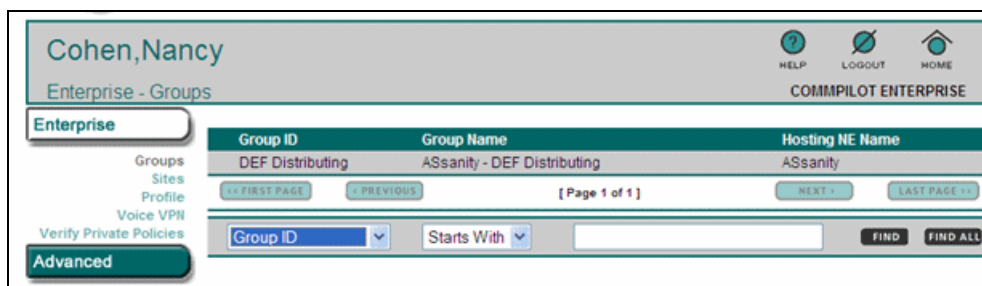 Cohen,Nancy
HELP LOGOUT HOME
Enterprise - Groups COMMPILOT ENTERPRISE
Enterprise
Groups
Sites
Profile
Voice VPN
Verify Private Policies
Advanced
Group ID Group Name Hosting NE Name
DEF Distributing ASsanity - DEF Distributing ASsanity
<< FIRST PAGE < PREVIOUS [ Page 1 of 1 ] NEXT > LAST PAGE >>
Group ID Starts With FIND FIND ALL